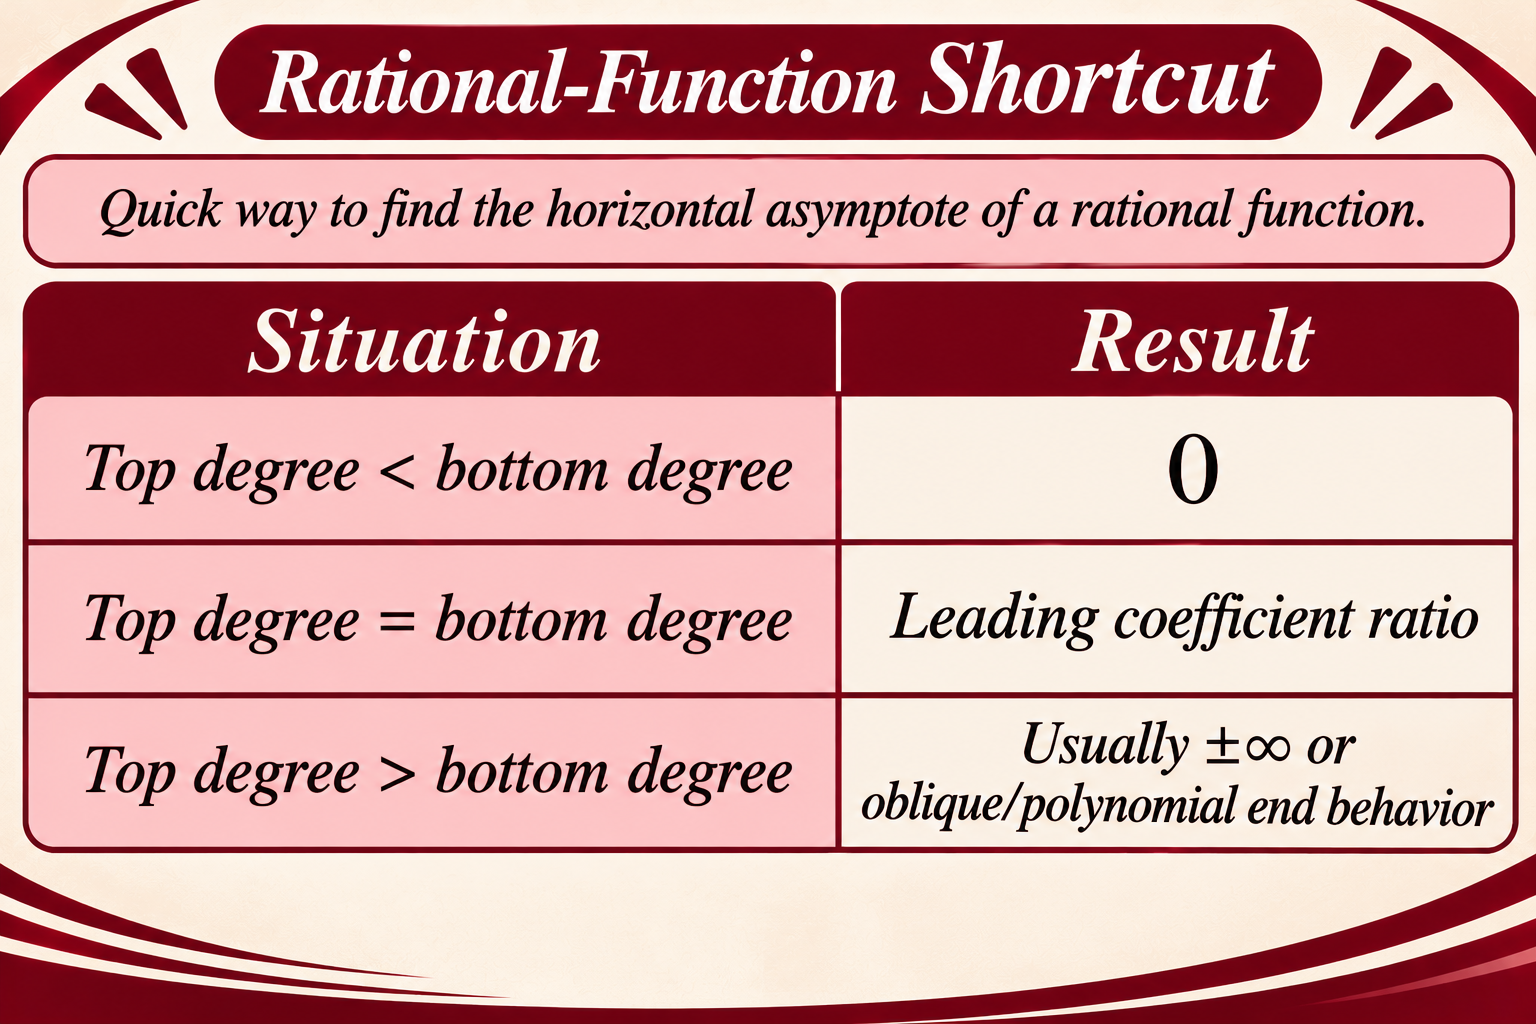 Rational-Function Shortcut
Quick way to find the horizontal asymptote of a rational function.
Situation
Result
Top degree < bottom degree
0
Top degree = bottom degree
Leading coefficient ratio
Top degree > bottom degree
Usually ±∞ or
oblique/polynomial end behavior